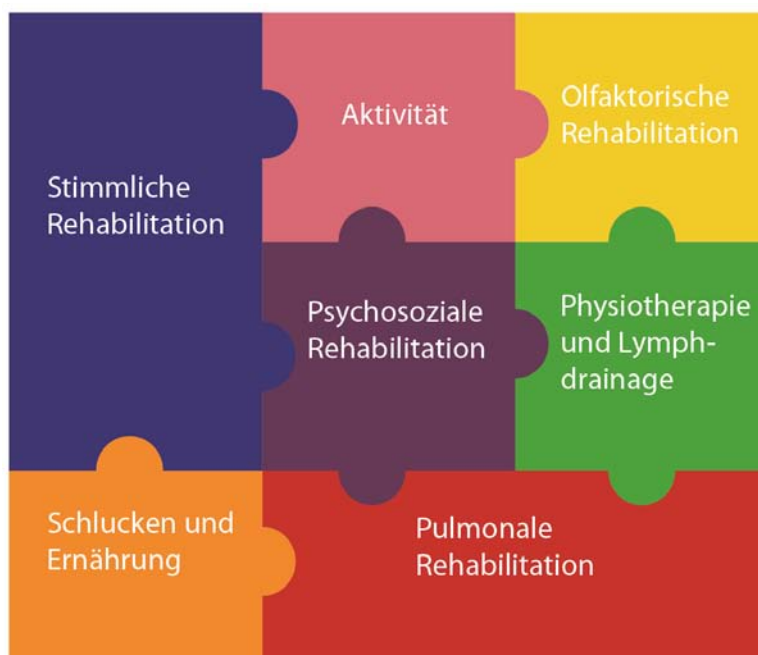 Stimmliche
Rehabilitation
Aktivität
Olfaktorische
Rehabilitation
Psychosoziale
Rehabilitation
Physiotherapie
und Lymph-
drainage
Schlucken und
Ernährung
Pulmonale
Rehabilitation